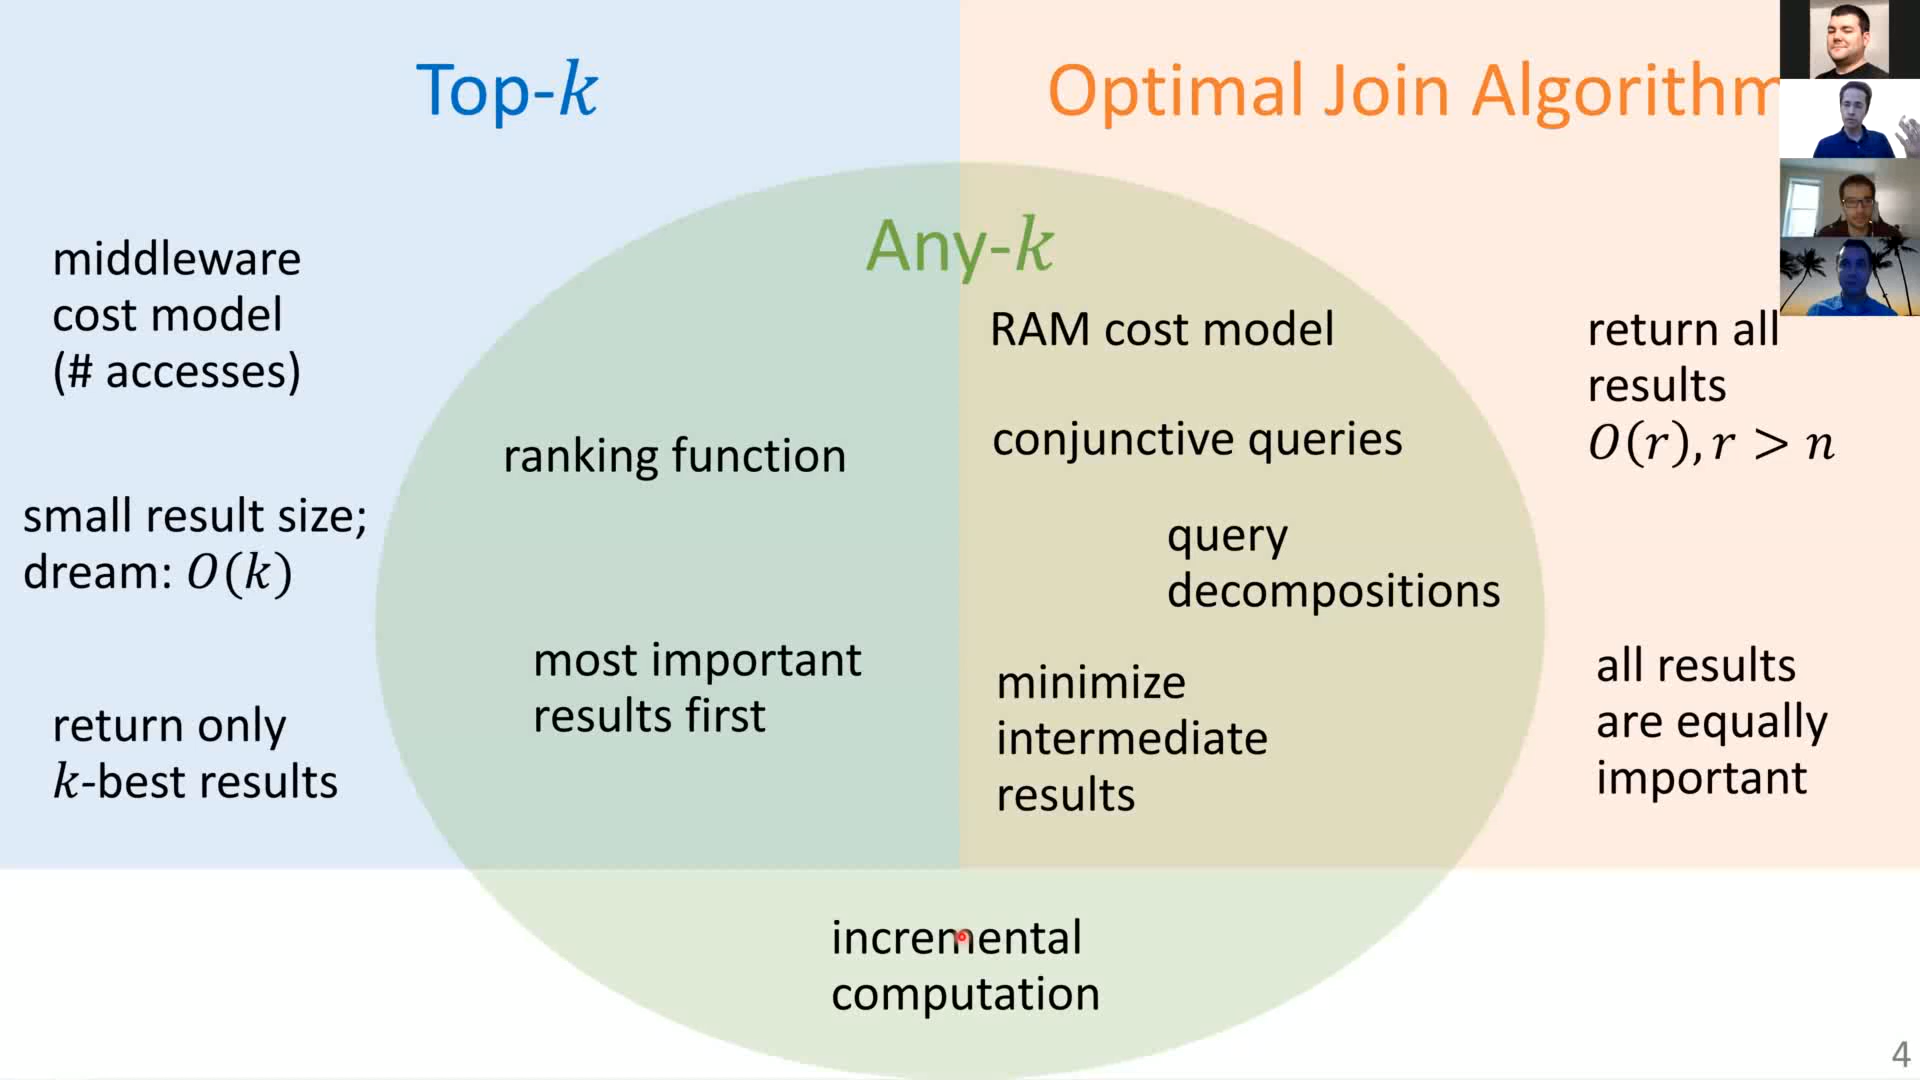 Top-k
Optimal Join Algorithm
Any-k
middleware
cost model
(# accesses)
small result size;
dream: O(k)
return only
k-best results
ranking function
most important
results first
RAM cost model
conjunctive queries
query
decompositions
minimize
intermediate
results
return all
results
O(r), r > n
all results
are equally
important
incremental
computation
4